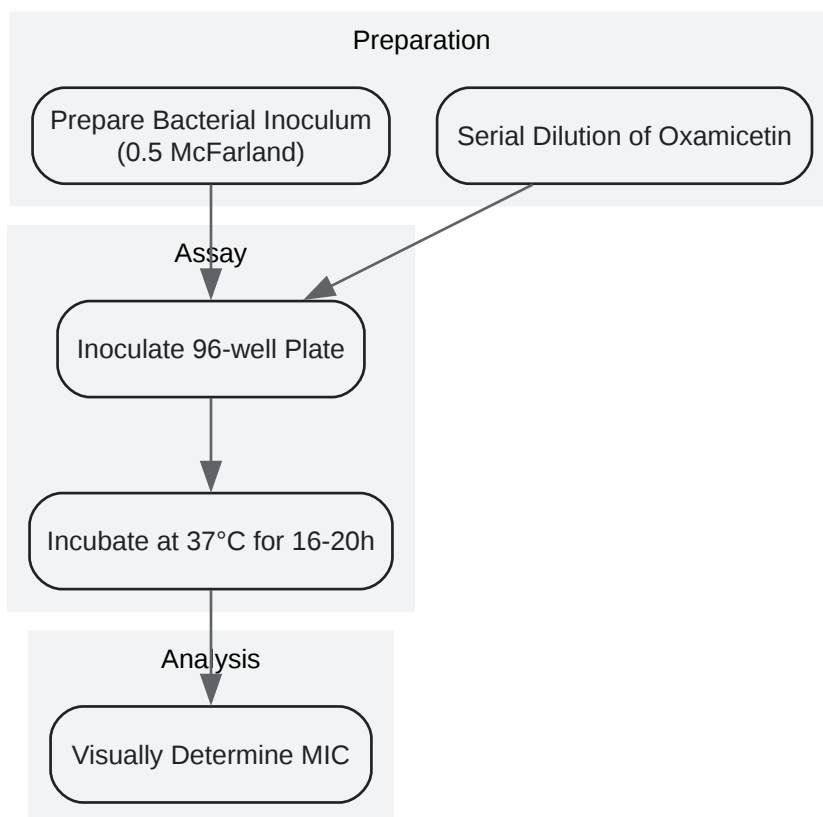 Preparation
Prepare Bacterial Inoculum
(0.5 McFarland)
Serial Dilution of Oxamicetin
Assay
Inoculate 96-well Plate
Incubate at 37°C for 16-20h
Analysis
Visually Determine MIC